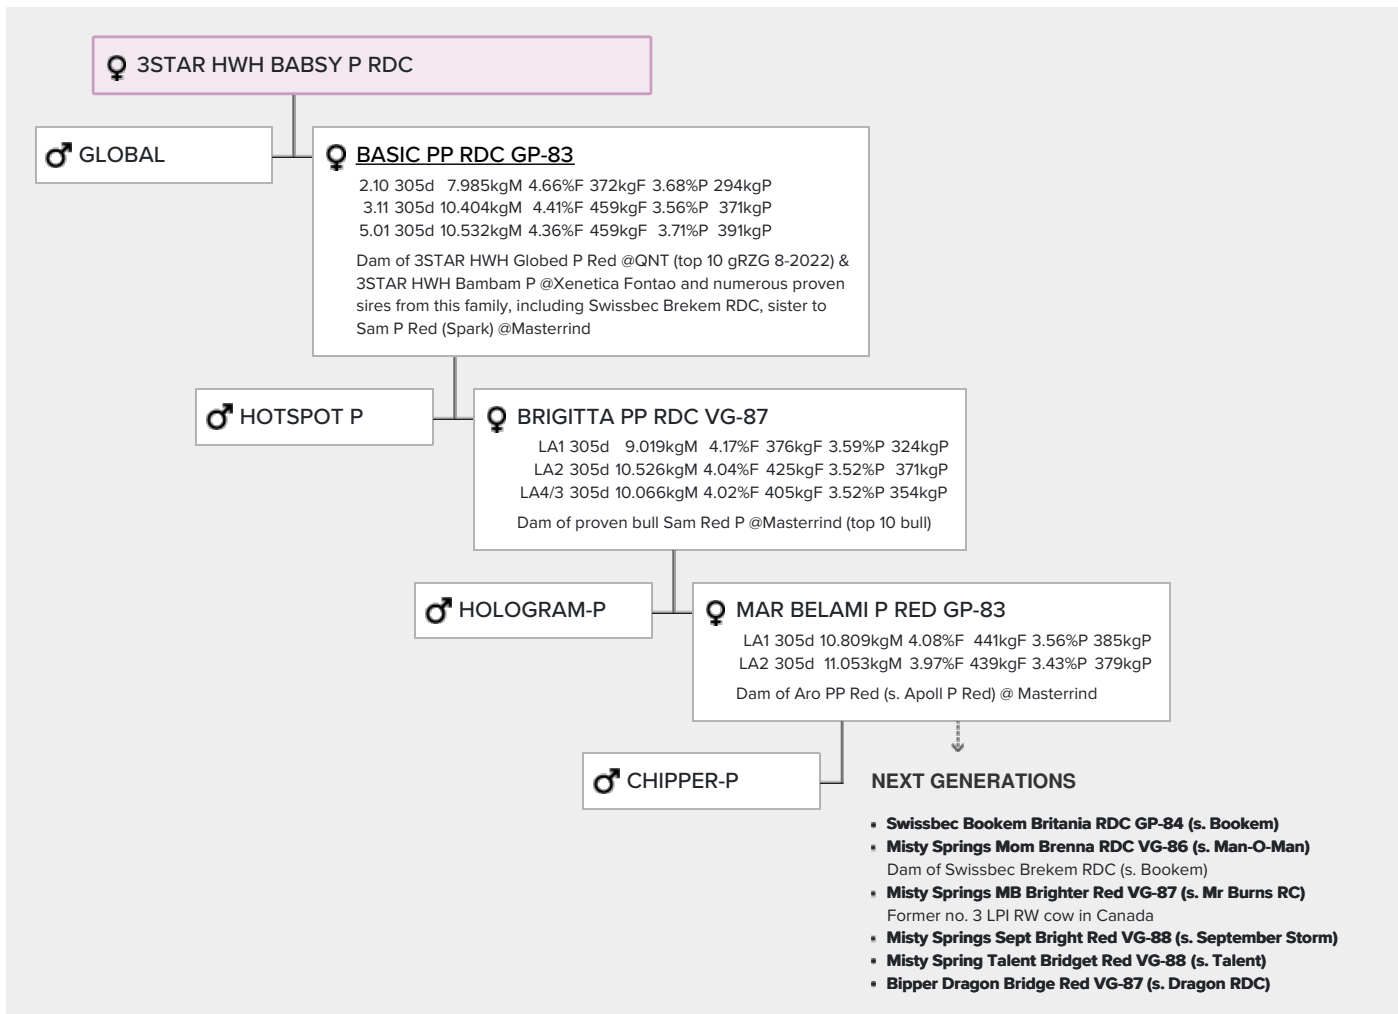 3STAR HWH BABSY P RDC
GLOBAL
BASIC PP RDC GP-83
2.10 305d 7.985kgM 4.66%F 372kgF 3.68%P 294kgP
3.11 305d 10.404kgM 4.41%F 459kgF 3.56%P 371kgP
5.01 305d 10.532kgM 4.36%F 459kgF 3.71%P 391kgP
Dam of 3STAR HWH Globed P Red @QNT (top 10 gRZG 8-2022) &
3STAR HWH Bambam P @Xenetica Fontao and numerous proven
sires from this family, including Swissbec Brekem RDC, sister to
Sam P Red (Spark) @Masterrind
HOTSPOT P
BRIGITTA PP RDC VG-87
LA1 305d 9.019kgM 4.17%F 376kgF 3.59%P 324kgP
LA2 305d 10.526kgM 4.04%F 425kgF 3.52%P 371kgP
LA4/3 305d 10.066kgM 4.02%F 405kgF 3.52%P 354kgP
Dam of proven bull Sam Red P @Masterrind (top 10 bull)
HOLOGRAM-P
MAR BELAMI P RED GP-83
LA1 305d 10.809kgM 4.08%F 441kgF 3.56%P 385kgP
LA2 305d 11.053kgM 3.97%F 439kgF 3.43%P 379kgP
Dam of Aro PP Red (s. Apoll P Red) @ Masterrind
CHIPPER-P
NEXT GENERATIONS
Swissbec Bookem Britania RDC GP-84 (s. Bookem)
Misty Springs Mom Brenna RDC VG-86 (s. Man-O-Man)
Dam of Swissbec Brekem RDC (s. Bookem)
Misty Springs MB Brighter Red VG-87 (s. Mr Burns RC)
Former no. 3 LPI RW cow in Canada
Misty Springs Sept Bright Red VG-88 (s. September Storm)
Misty Spring Talent Bridget Red VG-88 (s. Talent)
Bipper Dragon Bridge Red VG-87 (s. Dragon RDC)